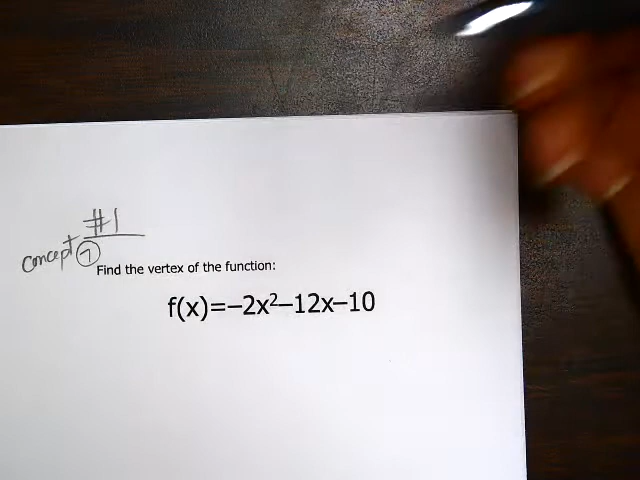 #1
concept 7
Find the vertex of the function:
f(x)=−2x²−12x−10